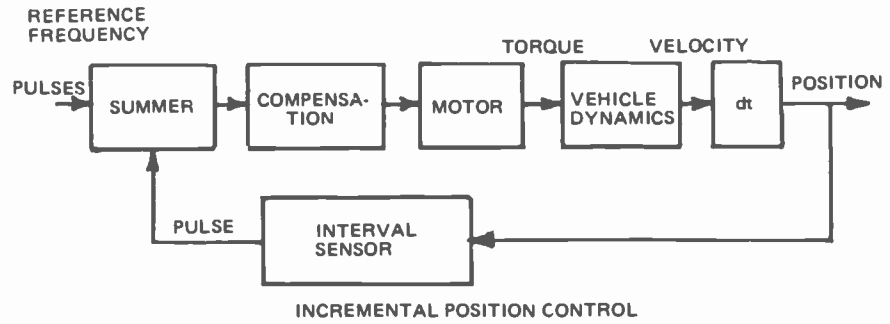 REFERENCE
FREQUENCY
TORQUE
VELOCITY
PULSES
SUMMER
COMPENSA-
TION
MOTOR
VEHICLE
DYNAMICS
dt
POSITION
PULSE
INTERVAL
SENSOR
INCREMENTAL POSITION CONTROL